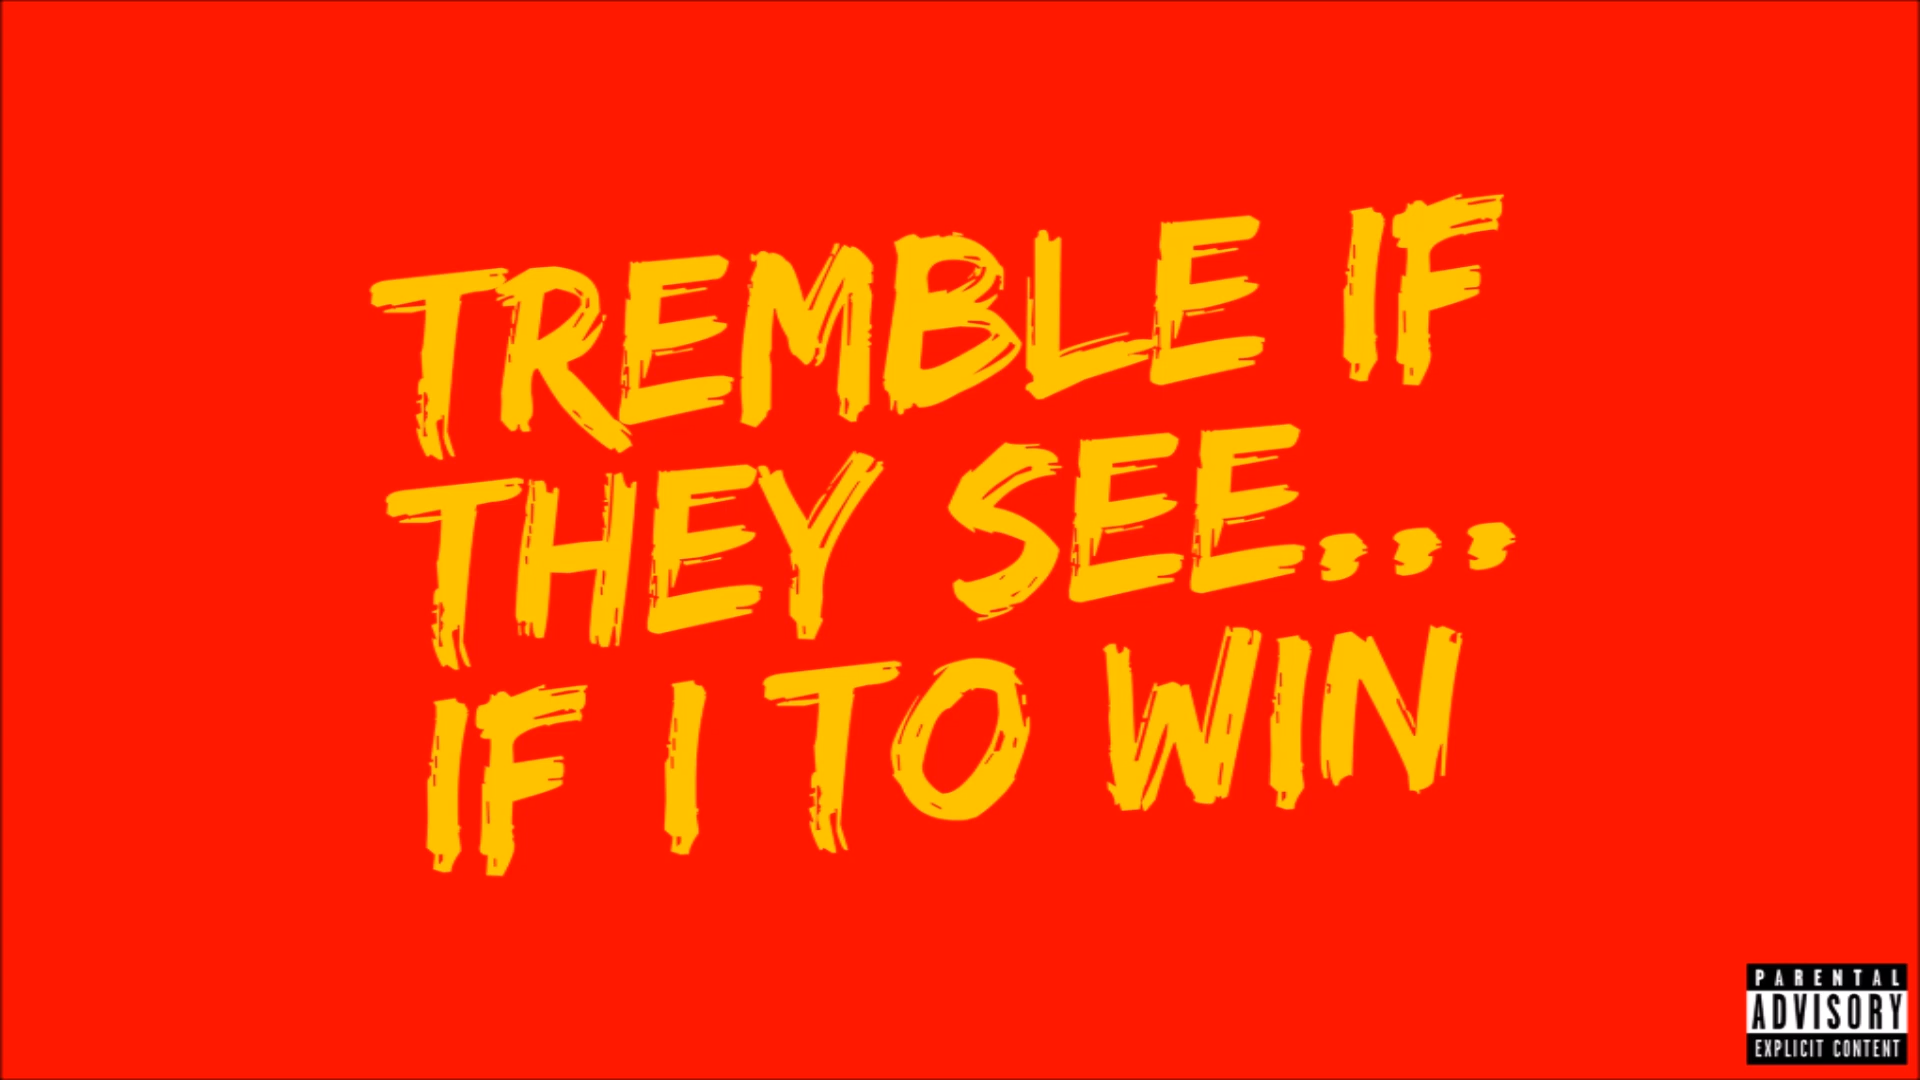 TREMBLE IF
THEY SEE...
IF I TO WIN
PARENTAL
ADVISORY
EXPLICIT CONTENT